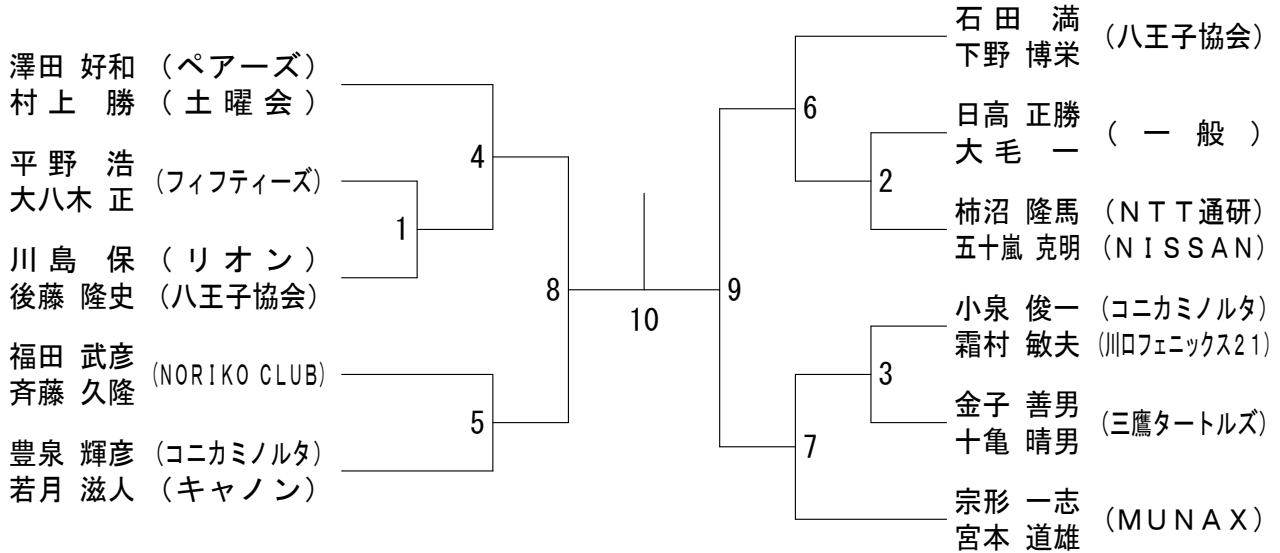 澤田 好和 (ペアーズ)
村上 勝 (土曜会)
平野 浩
大八木 正 (フィフティーズ)
川島 保 (リオン)
後藤 隆史 (八王子協会)
福田 武彦
斉藤 久隆 (NORIKO CLUB)
豊泉 輝彦 (コニカミノルタ)
若月 滋人 (キャノン)
4
1
8
5
10
石田 満
下野 博栄 (八王子協会)
日高 正勝
大毛 一 (一般)
柿沼 隆馬 (NTT通研)
五十嵐 克明 (NISSAN)
小泉 俊一 (コニカミノルタ)
霜村 敏夫 (川口フェニックス21)
金子 善男
十亀 晴男 (三鷹タートルズ)
宗形 一志
宮本 道雄 (MUNAX)
6
2
9
3
7